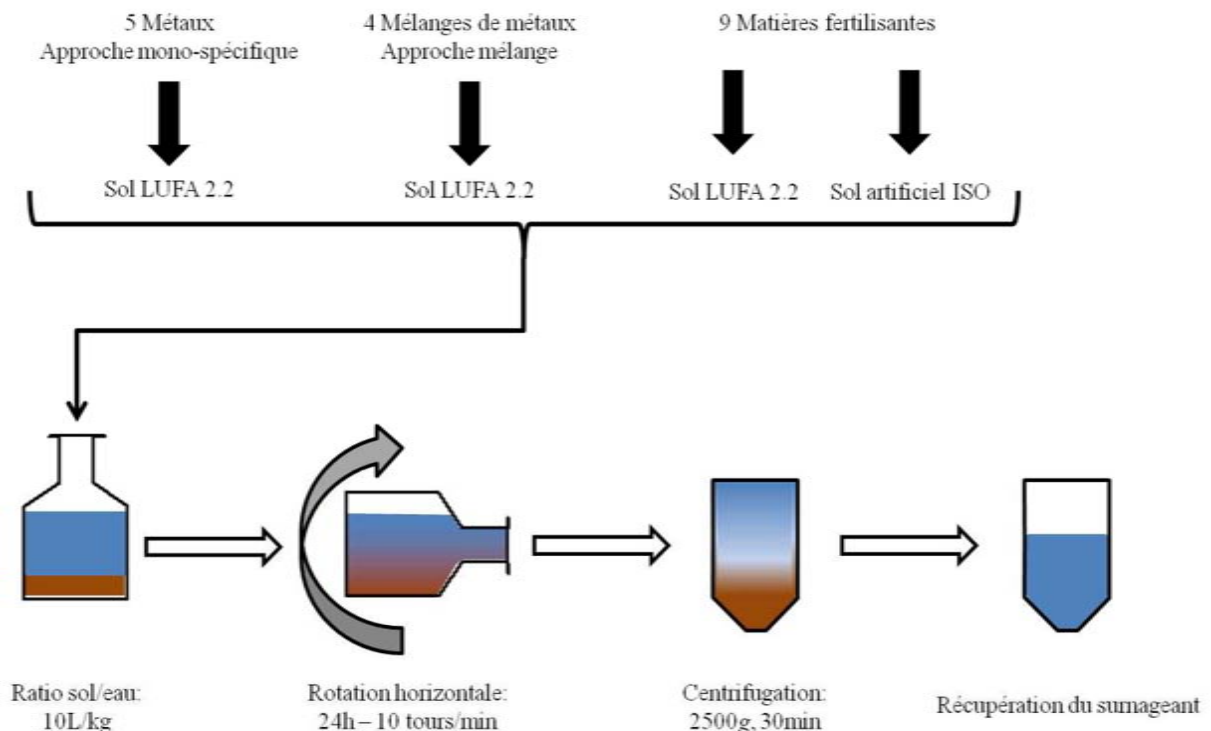 5 Métaux
Approche mono-spécifique
4 Mélanges de métaux
Approche mélange
9 Matières fertilisantes
Sol LUFA 2.2
Sol LUFA 2.2
Sol LUFA 2.2
Sol artificiel ISO
Ratio sol/eau:
10L/kg
Rotation horizontale:
24h – 10 tours/min
Centrifugation:
2500g, 30min
Récupération du surnageant